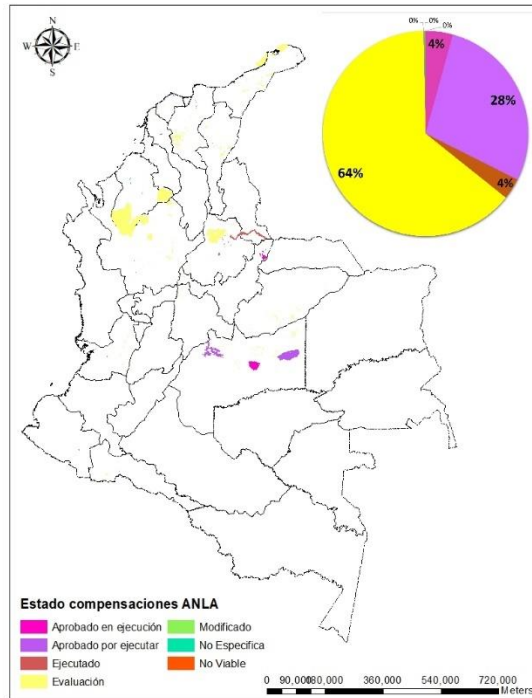 N
W E
S
0% 0% 0%
4%
28%
64%
4%
Estado compensaciones ANLA
Aprobado en ejecución Modificado
Aprobado por ejecutar No Especifica
Ejecutado No Viable
Evaluación
0 90,000180,000 360,000 540,000 720,000
Meters